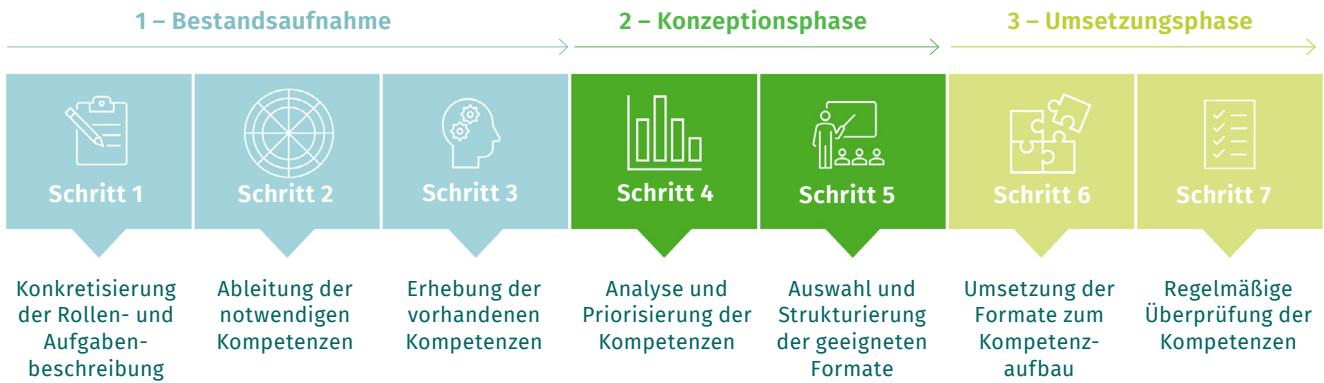 1 – Bestandsaufnahme
2 – Konzeptionsphase
3 – Umsetzungsphase
Schritt 1
Schritt 2
Schritt 3
Schritt 4
Schritt 5
Schritt 6
Schritt 7
Konkretisierung
der Rollen- und
Aufgaben-
beschreibung
Ableitung der
notwendigen
Kompetenzen
Erhebung der
vorhandenen
Kompetenzen
Analyse und
Priorisierung der
Kompetenzen
Auswahl und
Strukturierung
der geeigneten
Formate
Umsetzung der
Formate zum
Kompetenz-
aufbau
Regelmäßige
Überprüfung der
Kompetenzen